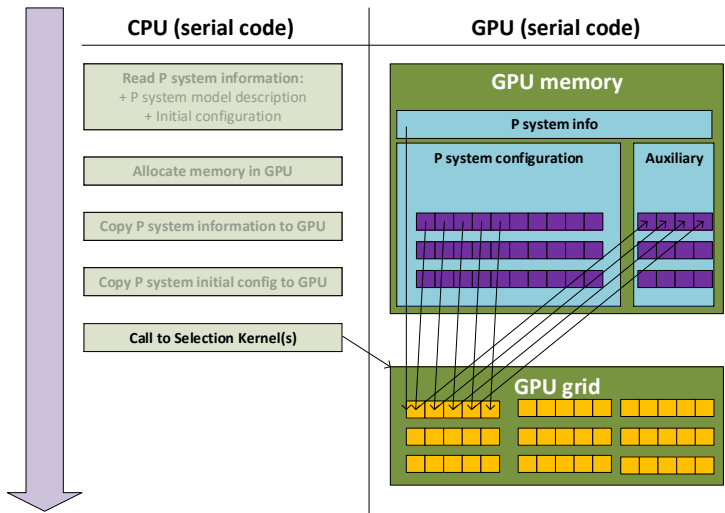 CPU (serial code)
GPU (serial code)
Read P system information:
+ P system model description
+ Initial configuration
Allocate memory in GPU
Copy P system information to GPU
Copy P system initial config to GPU
Call to Selection Kernel(s)
GPU memory
P system info
P system configuration
Auxiliary
GPU grid